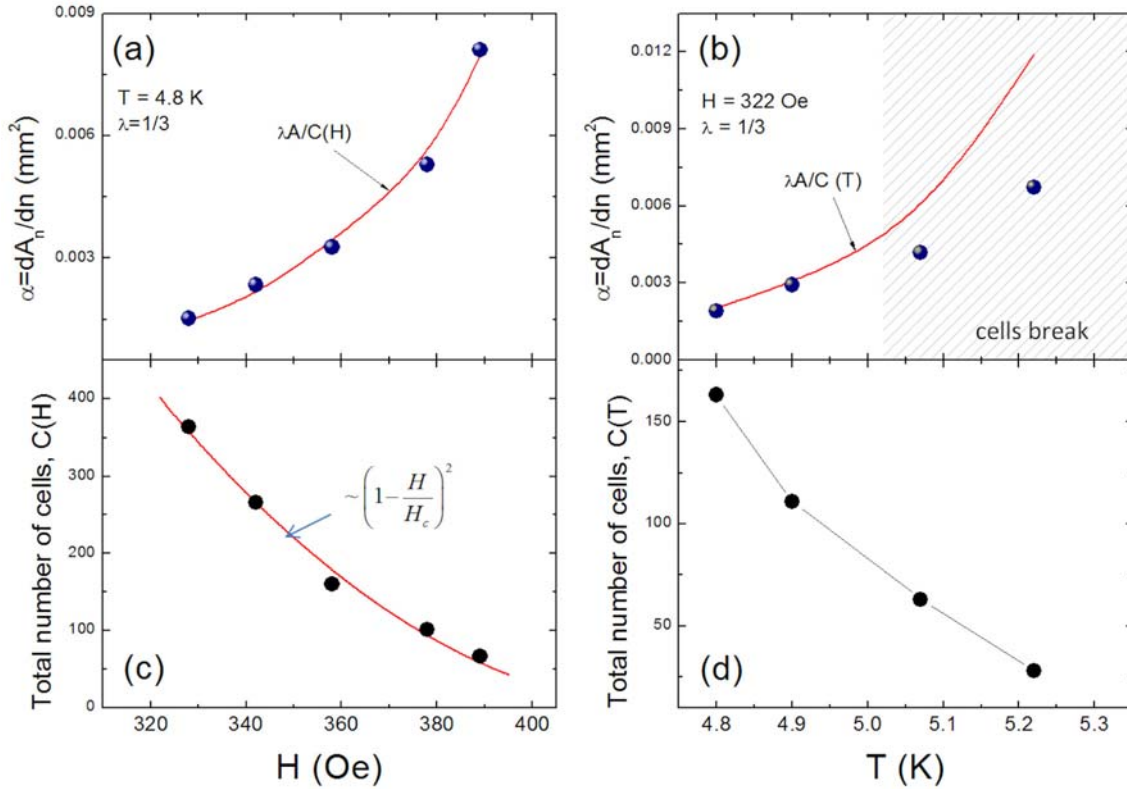 (a)
T = 4.8 K
λ=1/3
λA/C(H)
α=dAₙ/dn (mm²)
0.009
0.006
0.003
(b)
H = 322 Oe
λ = 1/3
λA/C (T)
cells break
α=dAₙ/dn (mm²)
0.012
0.009
0.006
0.003
0.000
(c)
~(1-H/H_c)²
Total number of cells, C(H)
400
300
200
100
0
320 340 360 380 400
H (Oe)
(d)
Total number of cells, C(T)
150
100
50
4.8 4.9 5.0 5.1 5.2 5.3
T (K)